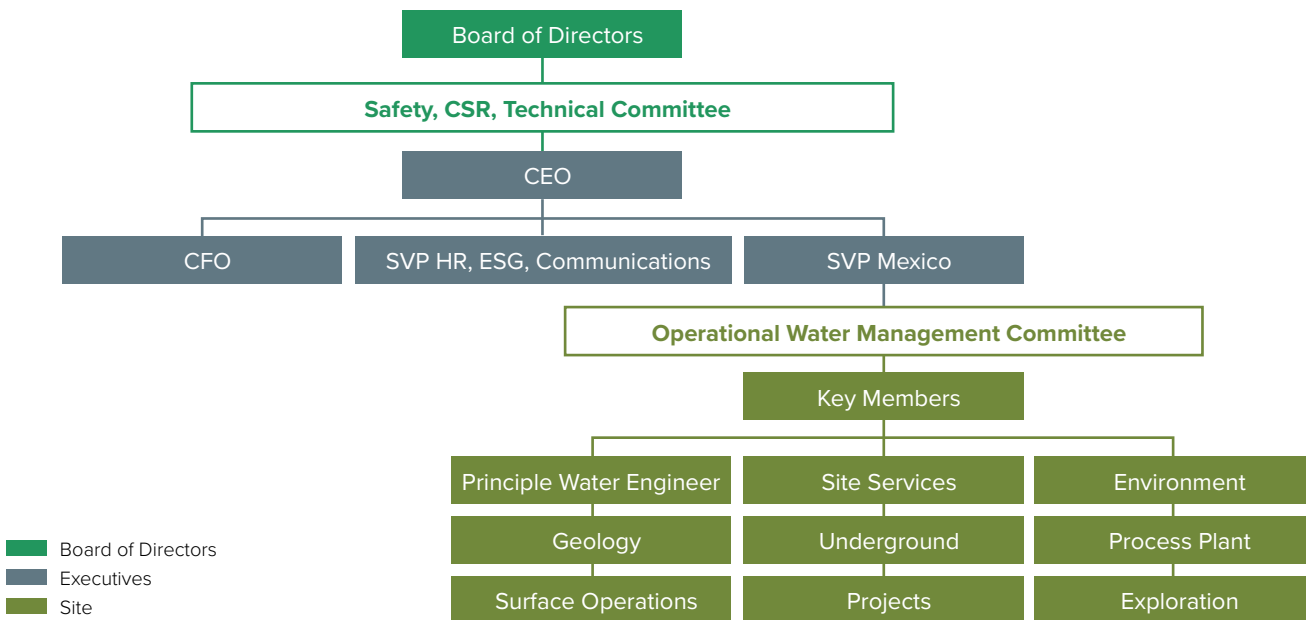 Board of Directors
Safety, CSR, Technical Committee
CEO
CFO
SVP HR, ESG, Communications
SVP Mexico
Operational Water Management Committee
Key Members
Principle Water Engineer
Site Services
Environment
Geology
Underground
Process Plant
Surface Operations
Projects
Exploration
Board of Directors
Executives
Site